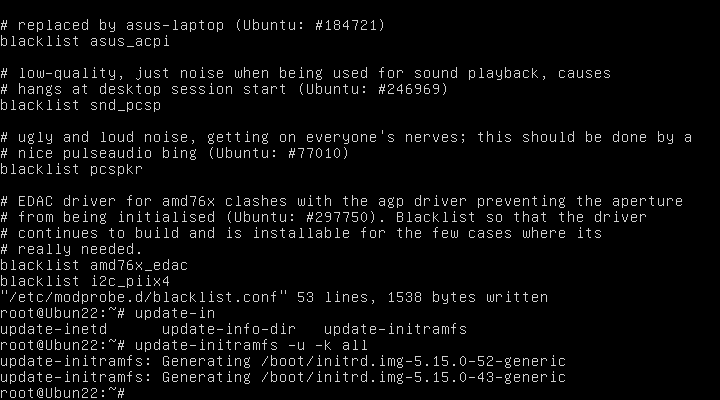 # replaced by asus-laptop (Ubuntu: #184721)
blacklist asus_acpi
# low-quality, just noise when being used for sound playback, causes
# hangs at desktop session start (Ubuntu: #246969)
blacklist snd_pcsp
# ugly and loud noise, getting on everyone's nerves; this should be done by a
# nice pulseaudio bing (Ubuntu: #77010)
blacklist pcspkr
# EDAC driver for amd76x clashes with the agp driver preventing the aperture
# from being initialised (Ubuntu: #297750). Blacklist so that the driver
# continues to build and is installable for the few cases where its
# really needed.
blacklist amd76x_edac
blacklist i2c_piix4
"/etc/modprobe.d/blacklist.conf" 53 lines, 1538 bytes written
root@Ubun22:~# update-in
update-inetd      update-info-dir   update-initramfs
root@Ubun22:~# update-initramfs -u -k all
update-initramfs: Generating /boot/initrd.img-5.15.0-52-generic
update-initramfs: Generating /boot/initrd.img-5.15.0-43-generic
root@Ubun22:~#